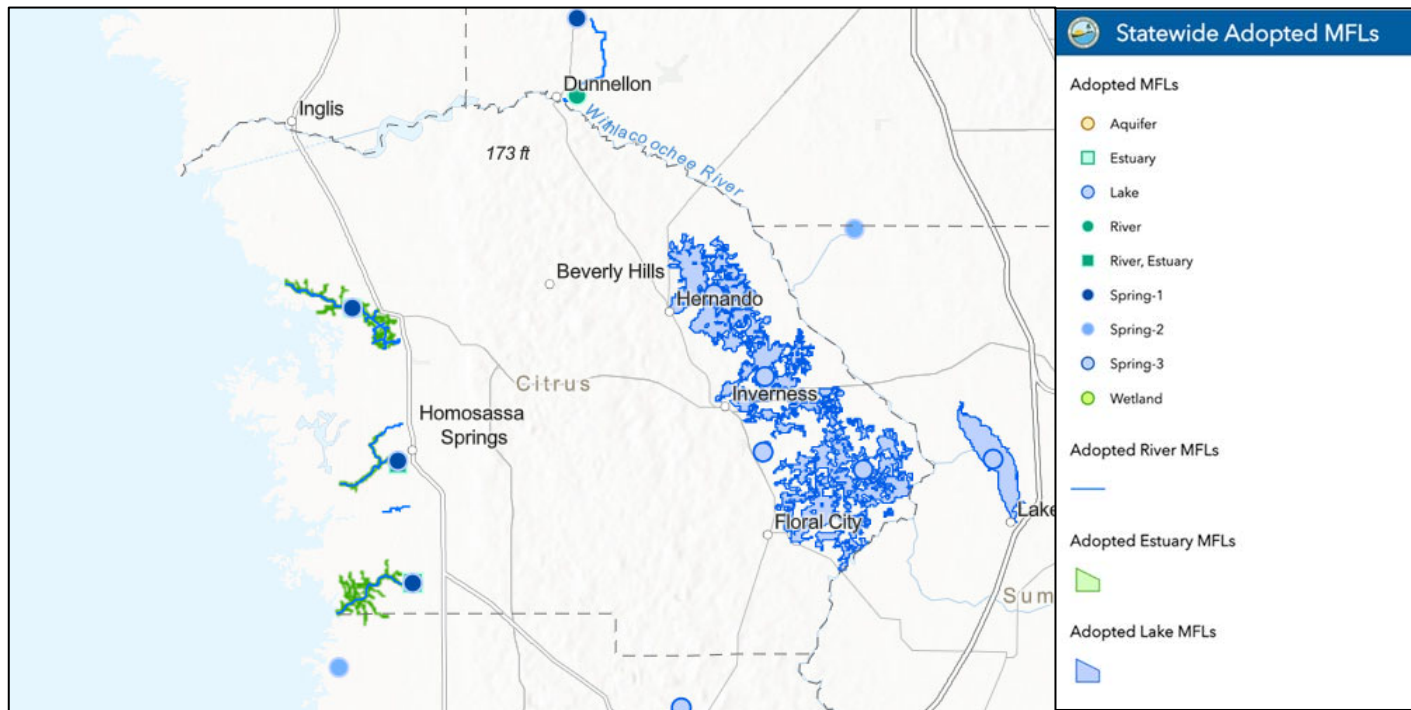 Dunnellon
Inglis
Withlacoochee River
173 ft
Beverly Hills
Hernando
Citrus
Inverness
Homosassa
Springs
Floral City
Lake
Sum
Statewide Adopted MFLs
Adopted MFLs
Aquifer
Estuary
Lake
River
River, Estuary
Spring-1
Spring-2
Spring-3
Wetland
Adopted River MFLs
Adopted Estuary MFLs
Adopted Lake MFLs